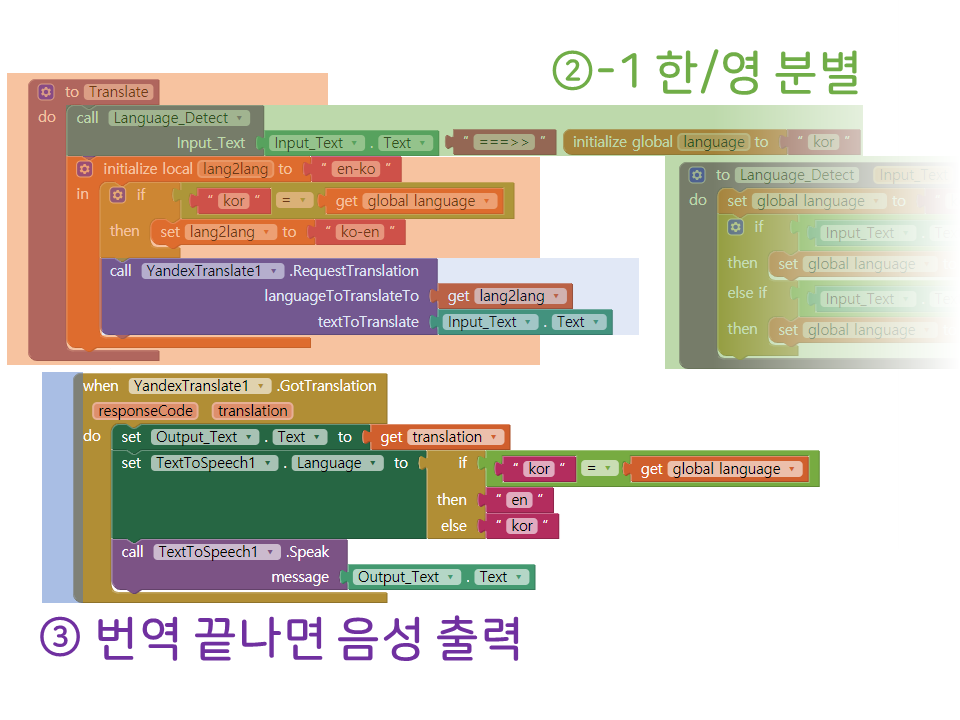 ②-1 한/영 분별
to Translate
do call Language_Detect
Input_Text Input_Text . Text " ===>> " initialize global language to " kor "
initialize local lang2lang to " en-ko "
in if " kor " = get global language
then set lang2lang to " ko-en "
call YandexTranslate1 .RequestTranslation
languageToTranslateTo get lang2lang
textToTranslate Input_Text . Text
to Language_Detect Input_Text
do set global language to
if Input_Text .
then set global language
else if Input_Text .
then set global language
when YandexTranslate1 .GotTranslation
responseCode translation
do set Output_Text . Text to get translation
set TextToSpeech1 . Language to if " kor " = get global language
then " en "
else " kor "
call TextToSpeech1 .Speak
message Output_Text . Text
③ 번역 끝나면 음성 출력